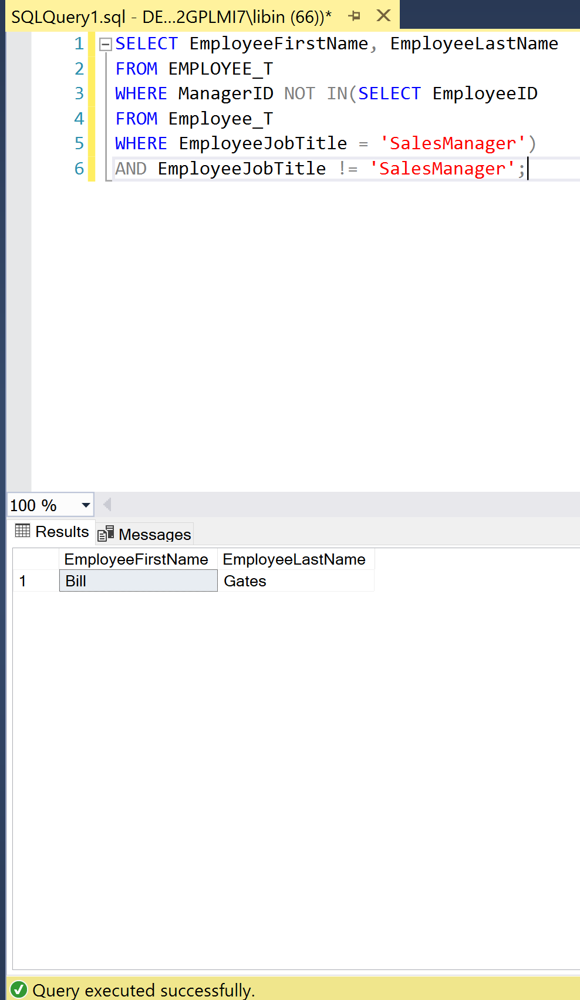 SQLQuery1.sql - DE...2GPLMI7\libin (66))*
1 SELECT EmployeeFirstName, EmployeeLastName
2 FROM EMPLOYEE_T
3 WHERE ManagerID NOT IN(SELECT EmployeeID
4 FROM Employee_T
5 WHERE EmployeeJobTitle = 'SalesManager')
6 AND EmployeeJobTitle != 'SalesManager';
100 %
Results Messages
EmployeeFirstName EmployeeLastName
1 Bill Gates
Query executed successfully.